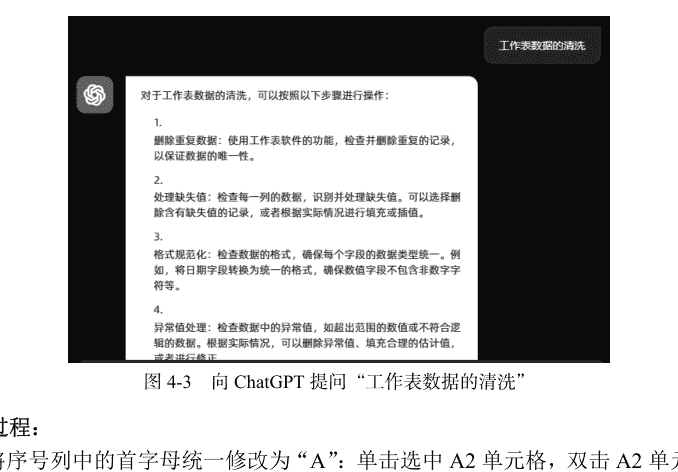 工作表数据的清洗
对于工作表数据的清洗，可以按照以下步骤进行操作：
1.
删除重复数据：使用工作表软件的功能，检查并删除重复的记录，
以保证数据的唯一性。
2.
处理缺失值：检查每一列的数据，识别并处理缺失值。可以选择删
除含有缺失值的记录，或者根据实际情况进行填充或插值。
3.
格式规范化：检查数据的格式，确保每个字段的数据类型统一。例
如，将日期字段转换为统一的格式，确保数值字段不包含非数字字
符等。
4.
异常值处理：检查数据中的异常值，如超出范围的数值或不符合逻
辑的数据。根据实际情况，可以删除异常值、填充合理的估计值，
或者进行修正
图 4-3 向 ChatGPT 提问“工作表数据的清洗”
过程：
将序号列中的首字母统一修改为“A”：单击选中 A2 单元格，双击 A2 单元